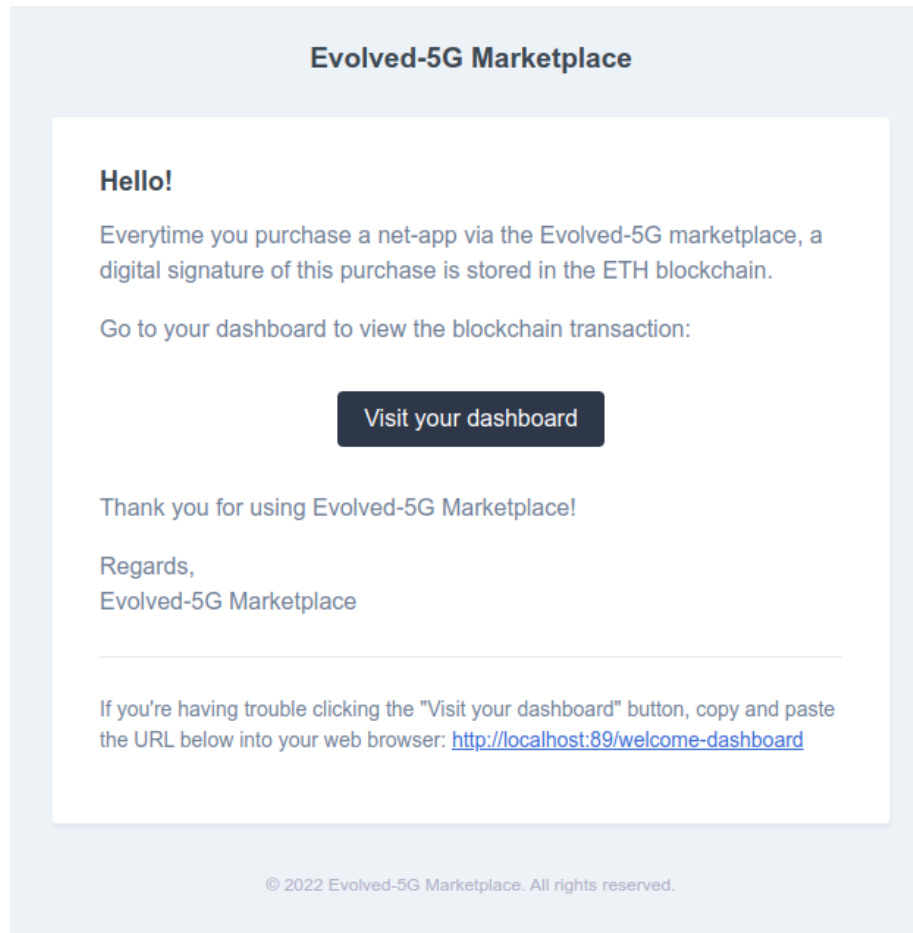 Evolved-5G Marketplace
Hello!
Everytime you purchase a net-app via the Evolved-5G marketplace, a
digital signature of this purchase is stored in the ETH blockchain.
Go to your dashboard to view the blockchain transaction:
Visit your dashboard
Thank you for using Evolved-5G Marketplace!
Regards,
Evolved-5G Marketplace
If you're having trouble clicking the "Visit your dashboard" button, copy and paste
the URL below into your web browser: http://localhost:89/welcome-dashboard
© 2022 Evolved-5G Marketplace. All rights reserved.